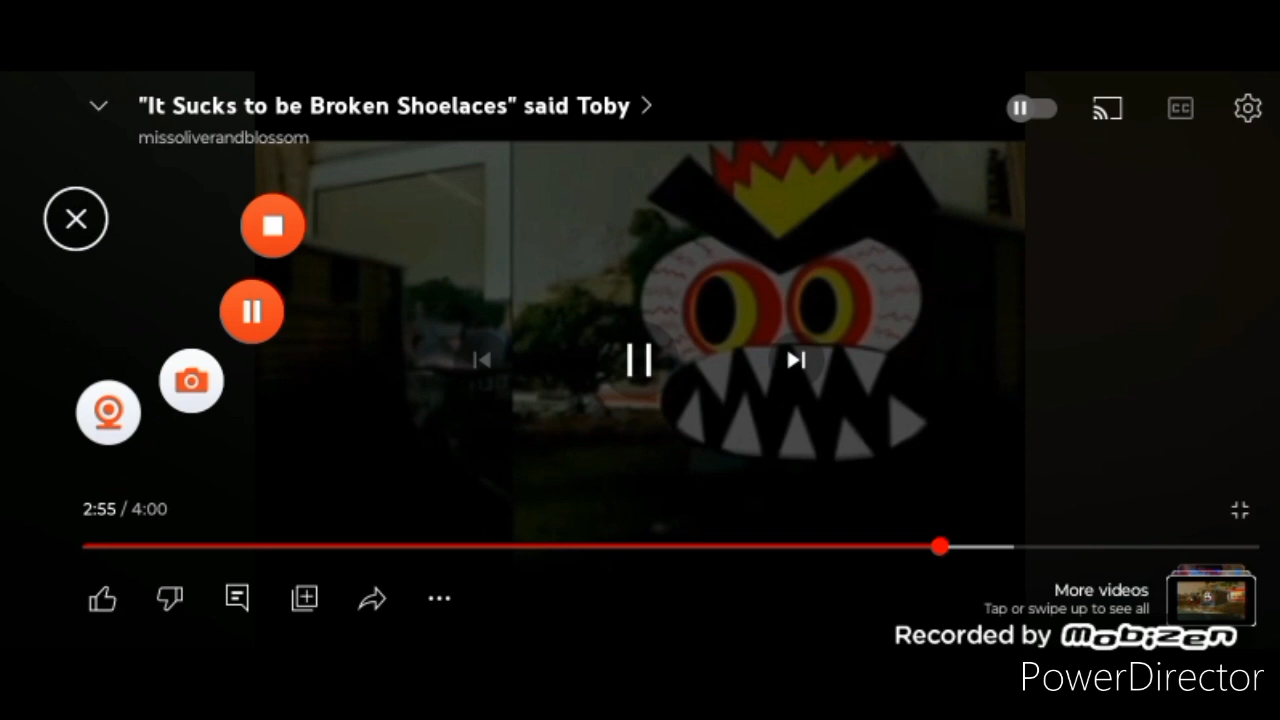 "It Sucks to be Broken Shoelaces" said Toby
missoliverandblossom
CC
2:55 / 4:00
More videos
Tap or swipe up to see all
Recorded by mobizen
PowerDirector